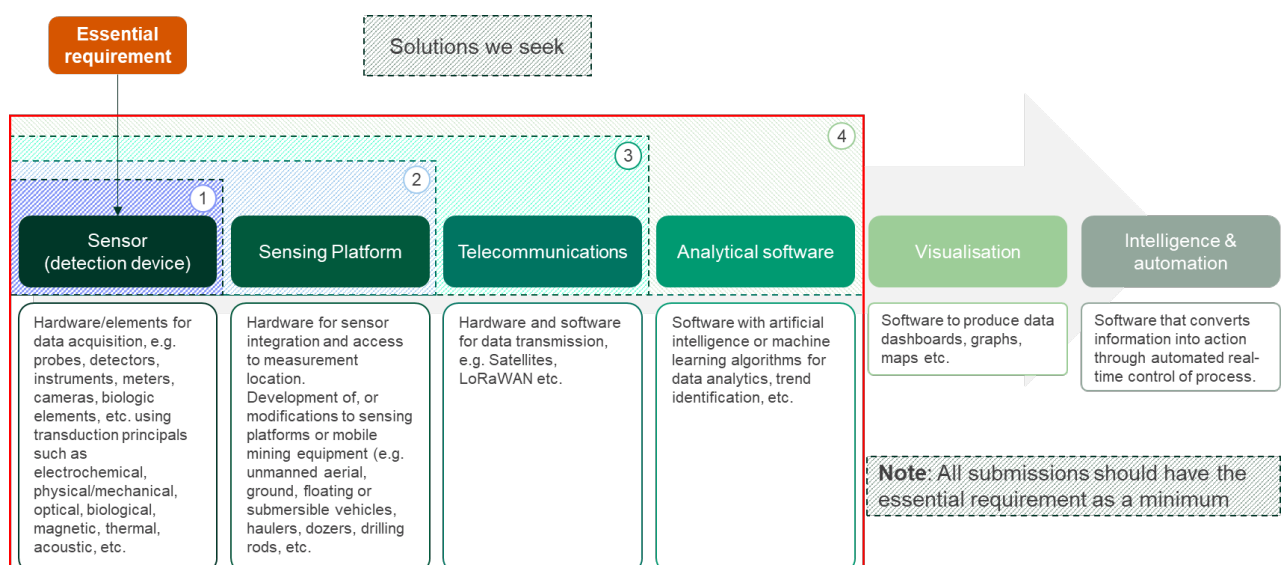 Essential
requirement
Solutions we seek
1
2
3
4
Sensor
(detection device)
Sensing Platform
Telecommunications
Analytical software
Visualisation
Intelligence &
automation
Hardware/elements for
data acquisition, e.g.
probes, detectors,
instruments, meters,
cameras, biologic
elements, etc. using
transduction principals
such as
electrochemical,
physical/mechanical,
optical, biological,
magnetic, thermal,
acoustic, etc.
Hardware for sensor
integration and access
to measurement
location.
Development of, or
modifications to sensing
platforms or mobile
mining equipment (e.g.
unmanned aerial,
ground, floating or
submersible vehicles,
haulers, dozers, drilling
rods, etc.
Hardware and software
for data transmission,
e.g. Satellites,
LoRaWAN etc.
Software with artificial
intelligence or machine
learning algorithms for
data analytics, trend
identification, etc.
Software to produce data
dashboards, graphs,
maps etc.
Software that converts
information into action
through automated real-
time control of process.
Note: All submissions should have the
essential requirement as a minimum